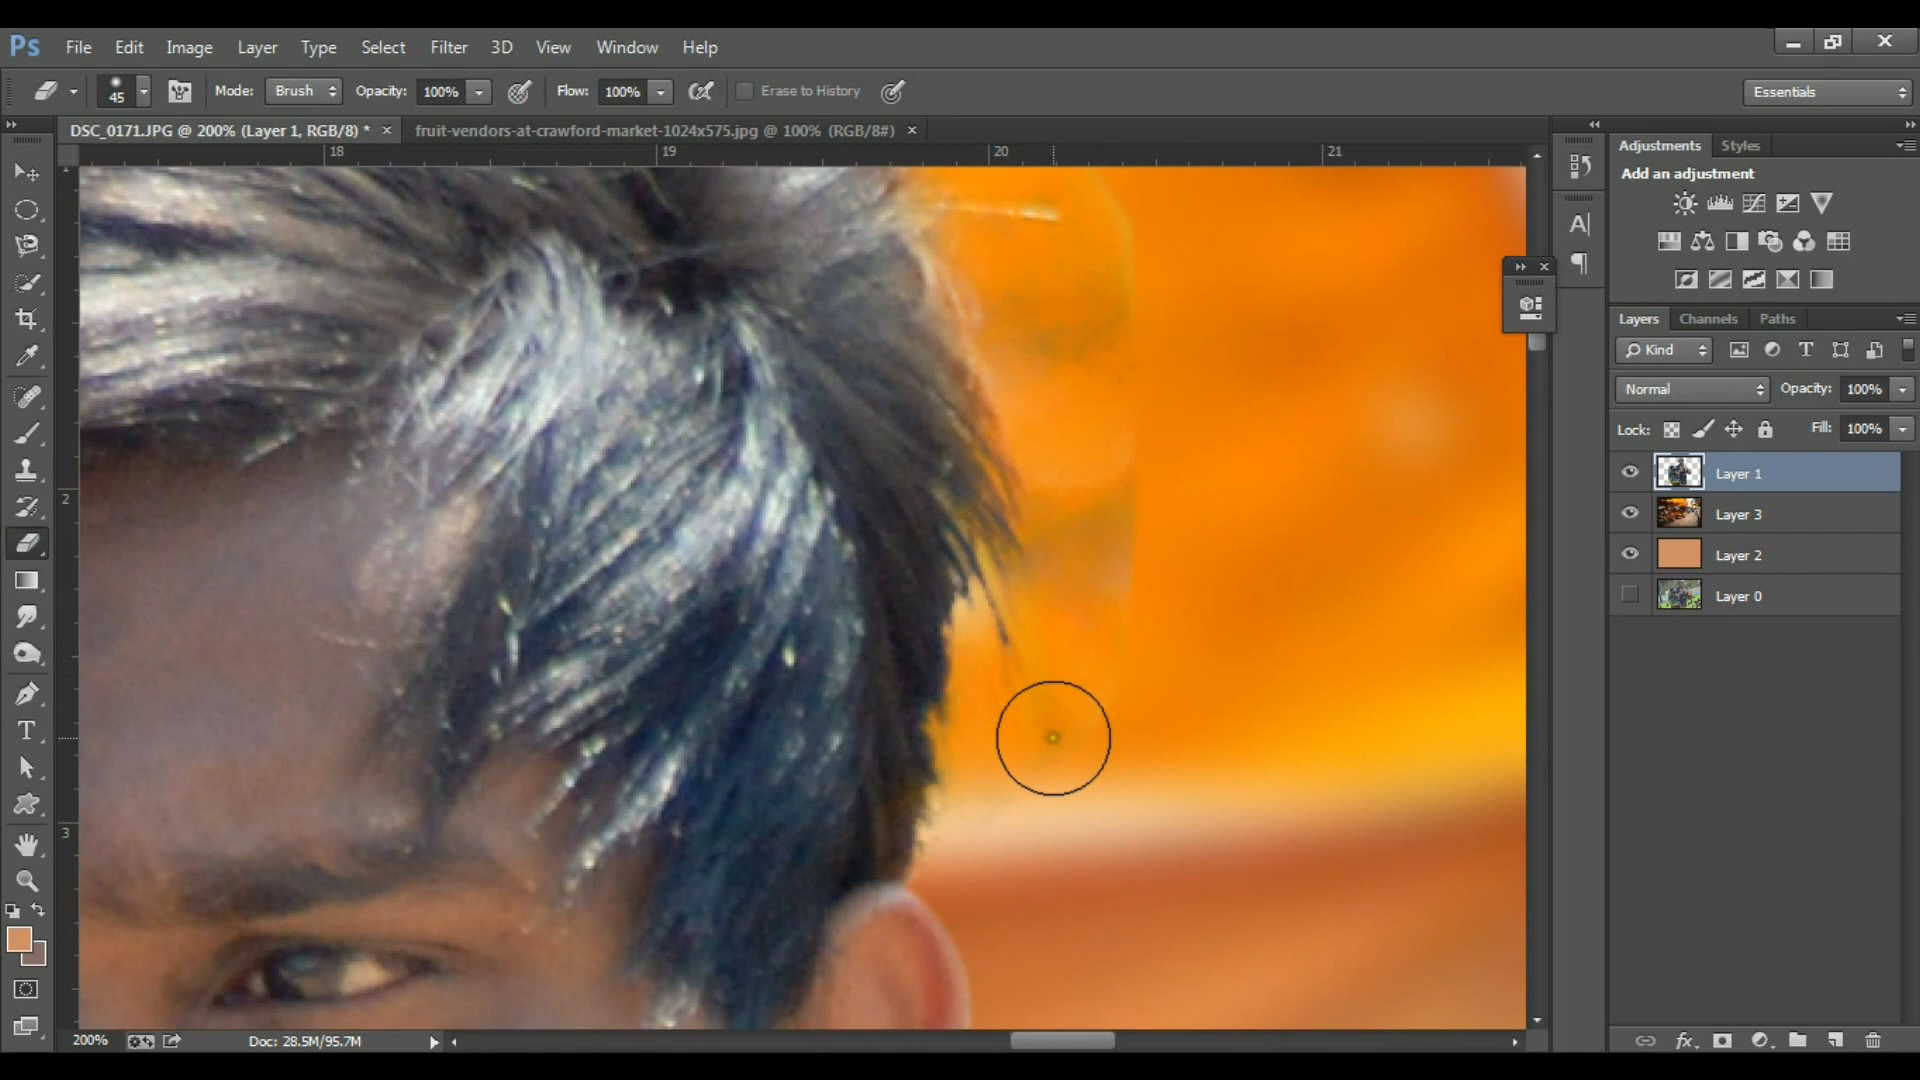 Ps File Edit Image Layer Type Select Filter 3D View Window Help
45 Mode: Brush Opacity: 100% Flow: 100% Erase to History Essentials
DSC_0171.JPG @ 200% (Layer 1, RGB/8) * × fruit-vendors-at-crawford-market-1024x575.jpg @ 100% (RGB/8#) ×
18 19 20 21
Adjustments Styles
Add an adjustment
Layers Channels Paths
Kind
Normal Opacity: 100%
Lock: Fill: 100%
Layer 1
Layer 3
Layer 2
Layer 0
2
3
200% Doc: 28.5M/95.7M